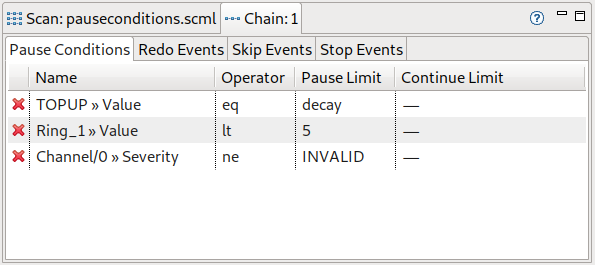 Scan: pauseconditions.scml Chain: 1
Pause Conditions Redo Events Skip Events Stop Events
Name Operator Pause Limit Continue Limit
TOPUP » Value eq decay —
Ring_1 » Value lt 5 —
Channel/0 » Severity ne INVALID —